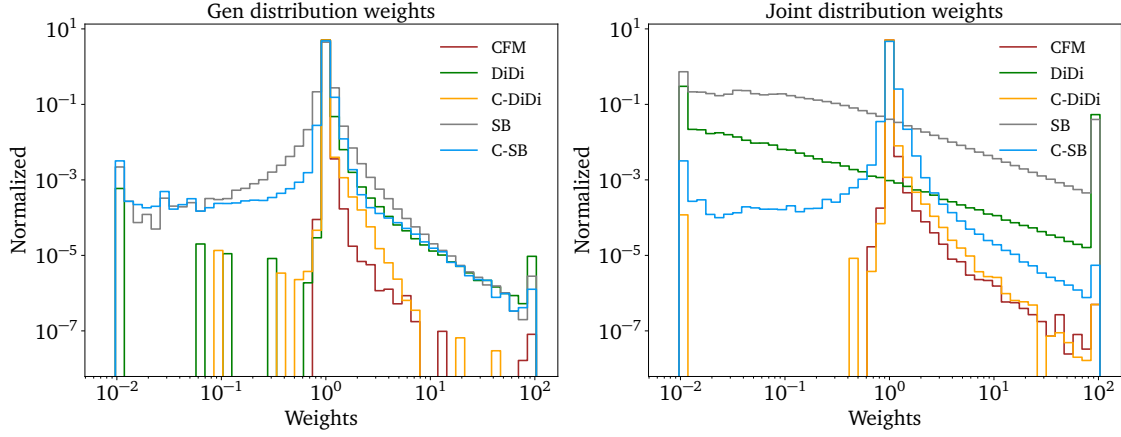 Gen distribution weights
Normalized
10^1
10^-1
10^-3
10^-5
10^-7
CFM
DiDi
C-DiDi
SB
C-SB
10^-2
10^-1
10^0
10^1
10^2
Weights
Joint distribution weights
Normalized
10^1
10^-1
10^-3
10^-5
10^-7
CFM
DiDi
C-DiDi
SB
C-SB
10^-2
10^-1
10^0
10^1
10^2
Weights